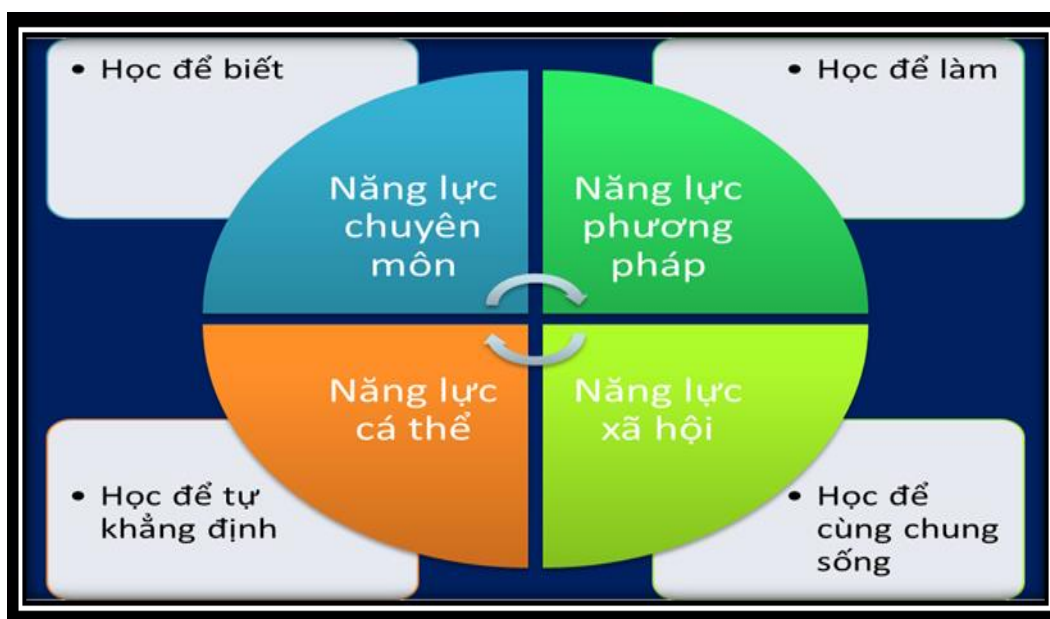 • Học để biết
• Học để làm
Năng lực
chuyên
môn
Năng lực
phương
pháp
Năng lực
cá thể
Năng lực
xã hội
• Học để tự
khẳng định
• Học để
cùng chung
sống